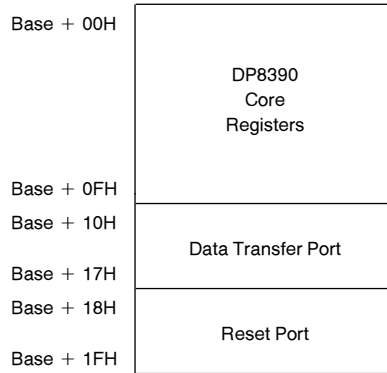 Base + 00H
DP8390
Core
Registers
Base + 0FH
Base + 10H
Data Transfer Port
Base + 17H
Base + 18H
Reset Port
Base + 1FH